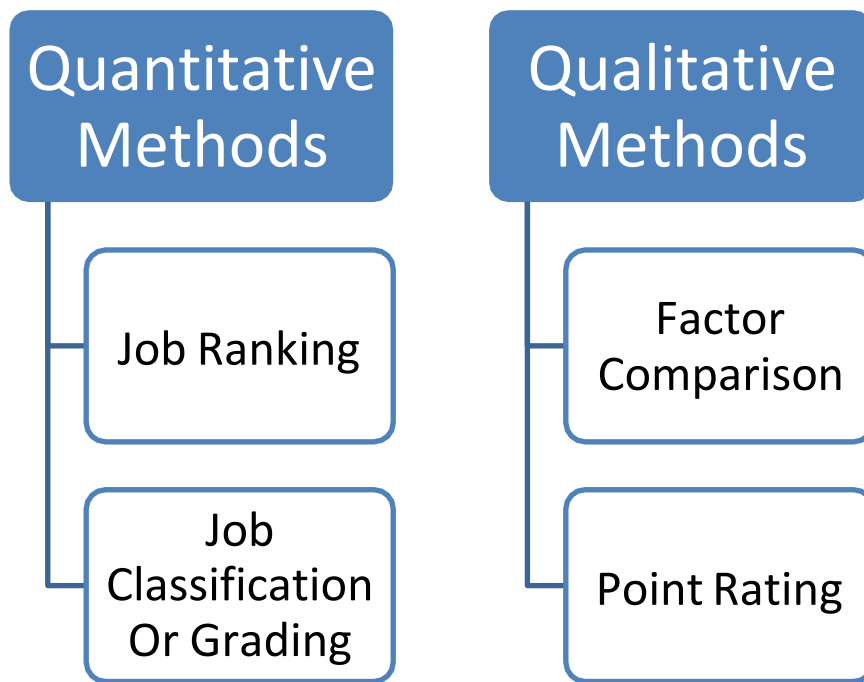 Quantitative
Methods
Job Ranking
Job
Classification
Or Grading
Qualitative
Methods
Factor
Comparison
Point Rating